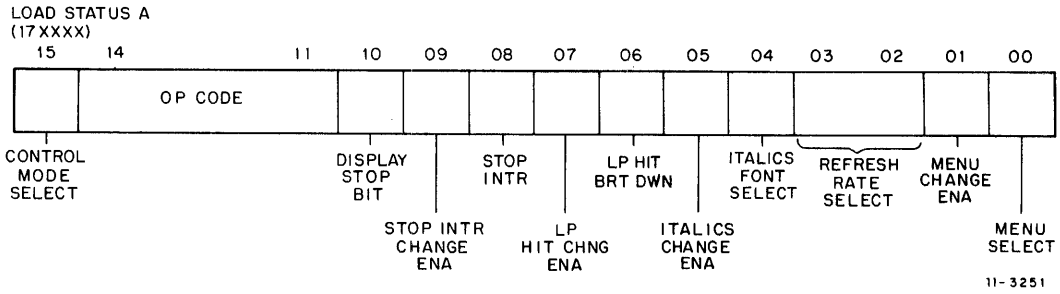 LOAD STATUS A
(17XXXX)
15 14 11 10 09 08 07 06 05 04 03 02 01 00
OP CODE
CONTROL
MODE
SELECT
DISPLAY
STOP
BIT
STOP INTR
CHANGE
ENA
STOP
INTR
LP
HIT CHNG
ENA
LP HIT
BRT DWN
ITALICS
CHANGE
ENA
ITALICS
FONT
SELECT
REFRESH
RATE
SELECT
MENU
CHANGE
ENA
MENU
SELECT
11-3251